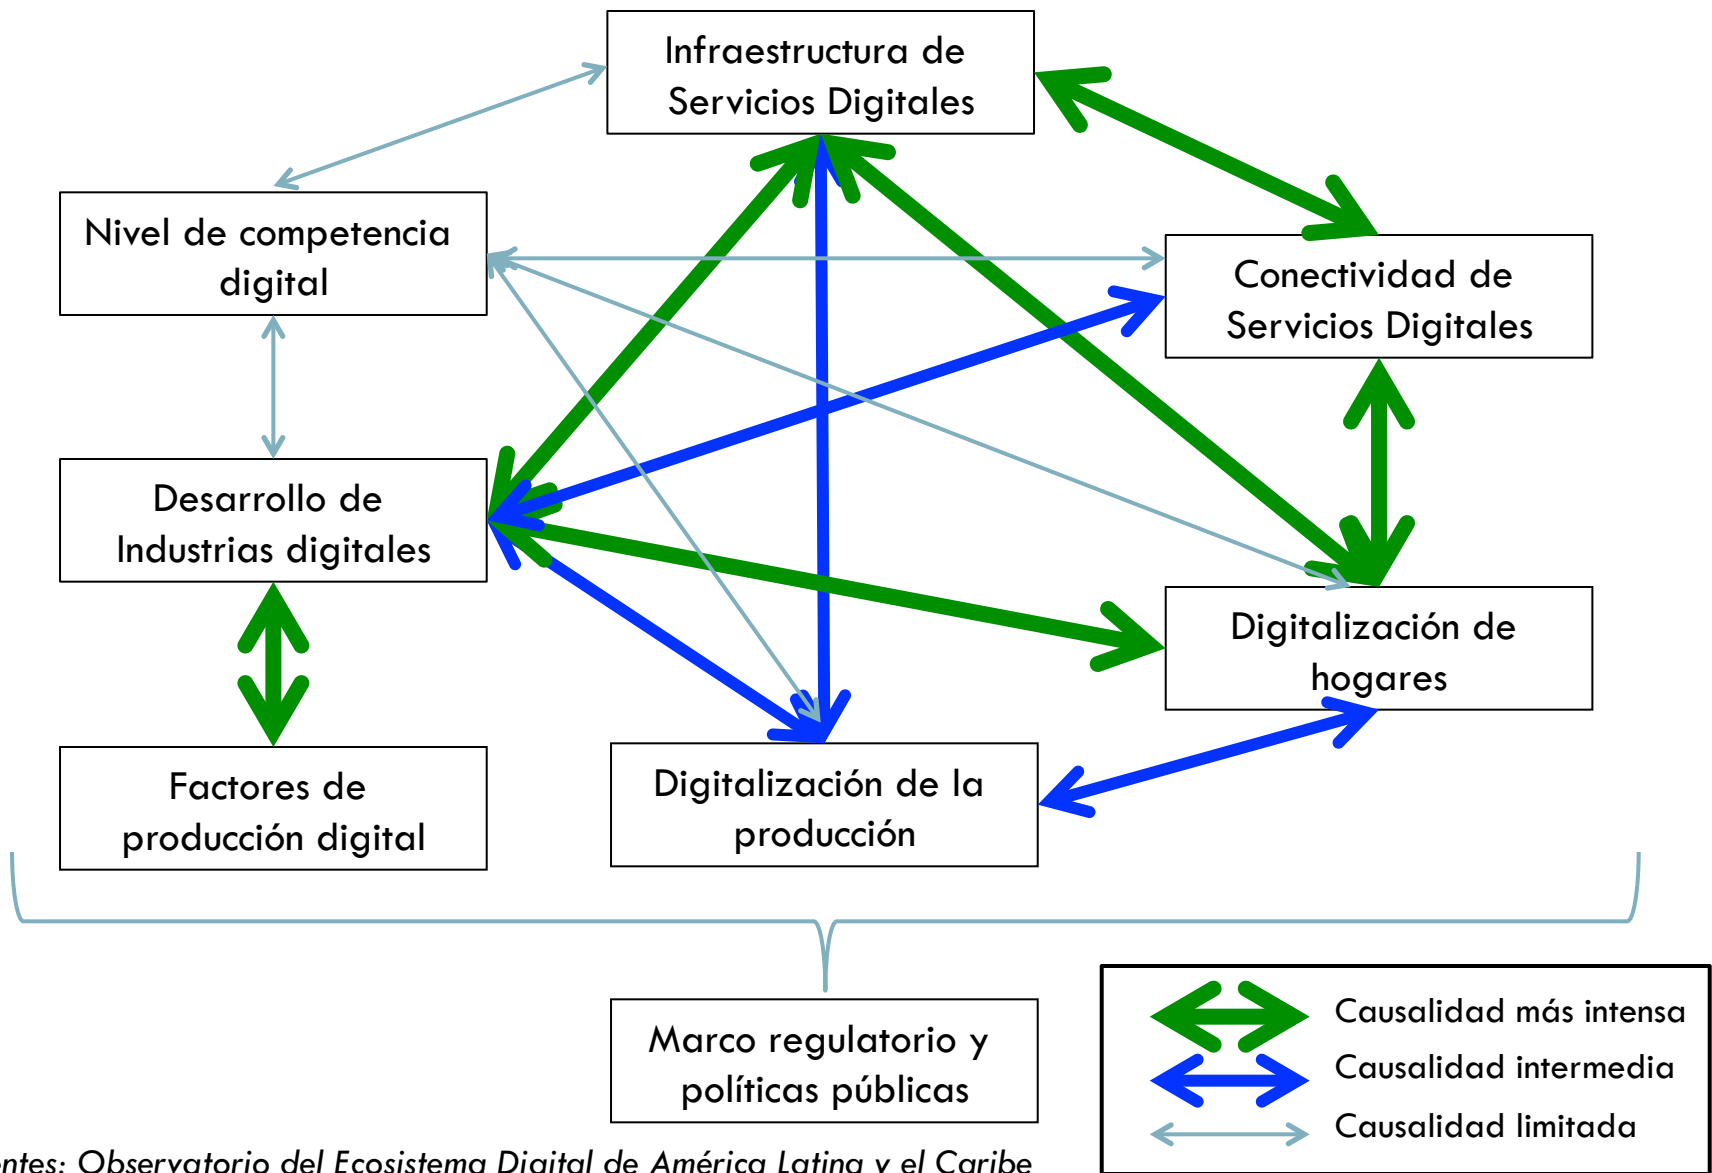 Infraestructura de
Servicios Digitales
Nivel de competencia
digital
Conectividad de
Servicios Digitales
Desarrollo de
Industrias digitales
Digitalización de
hogares
Factores de
producción digital
Digitalización de la
producción
Marco regulatorio y
políticas públicas
Causalidad más intensa
Causalidad intermedia
Causalidad limitada
entes: Observatorio del Ecosistema Digital de América Latina y el Caribe